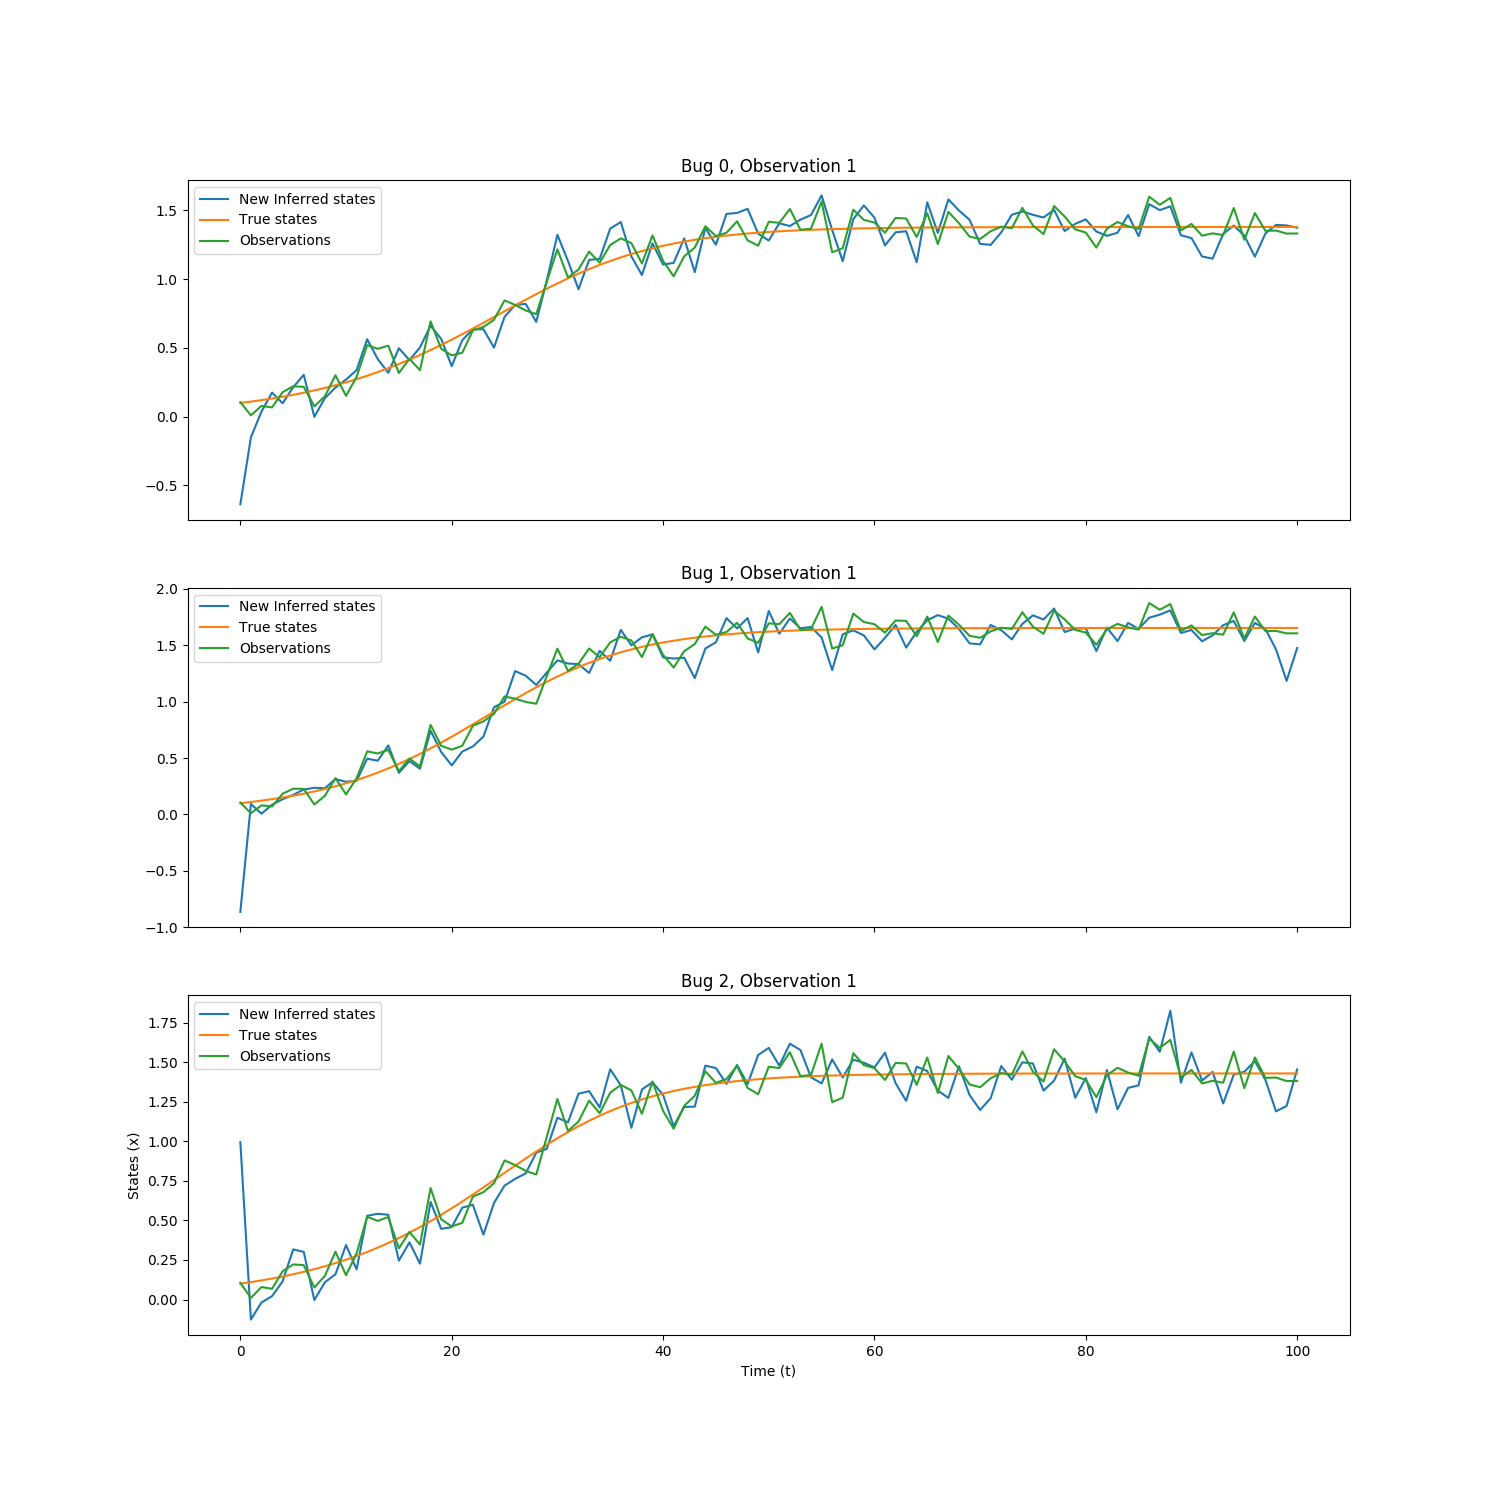 Bug 0, Observation 1
New Inferred states
True states
Observations
1.5
1.0
0.5
0.0
−0.5
Bug 1, Observation 1
New Inferred states
True states
Observations
2.0
1.5
1.0
0.5
0.0
−0.5
−1.0
Bug 2, Observation 1
New Inferred states
True states
Observations
1.75
1.50
1.25
1.00
0.75
0.50
0.25
0.00
States (x)
0 20 40 60 80 100
Time (t)